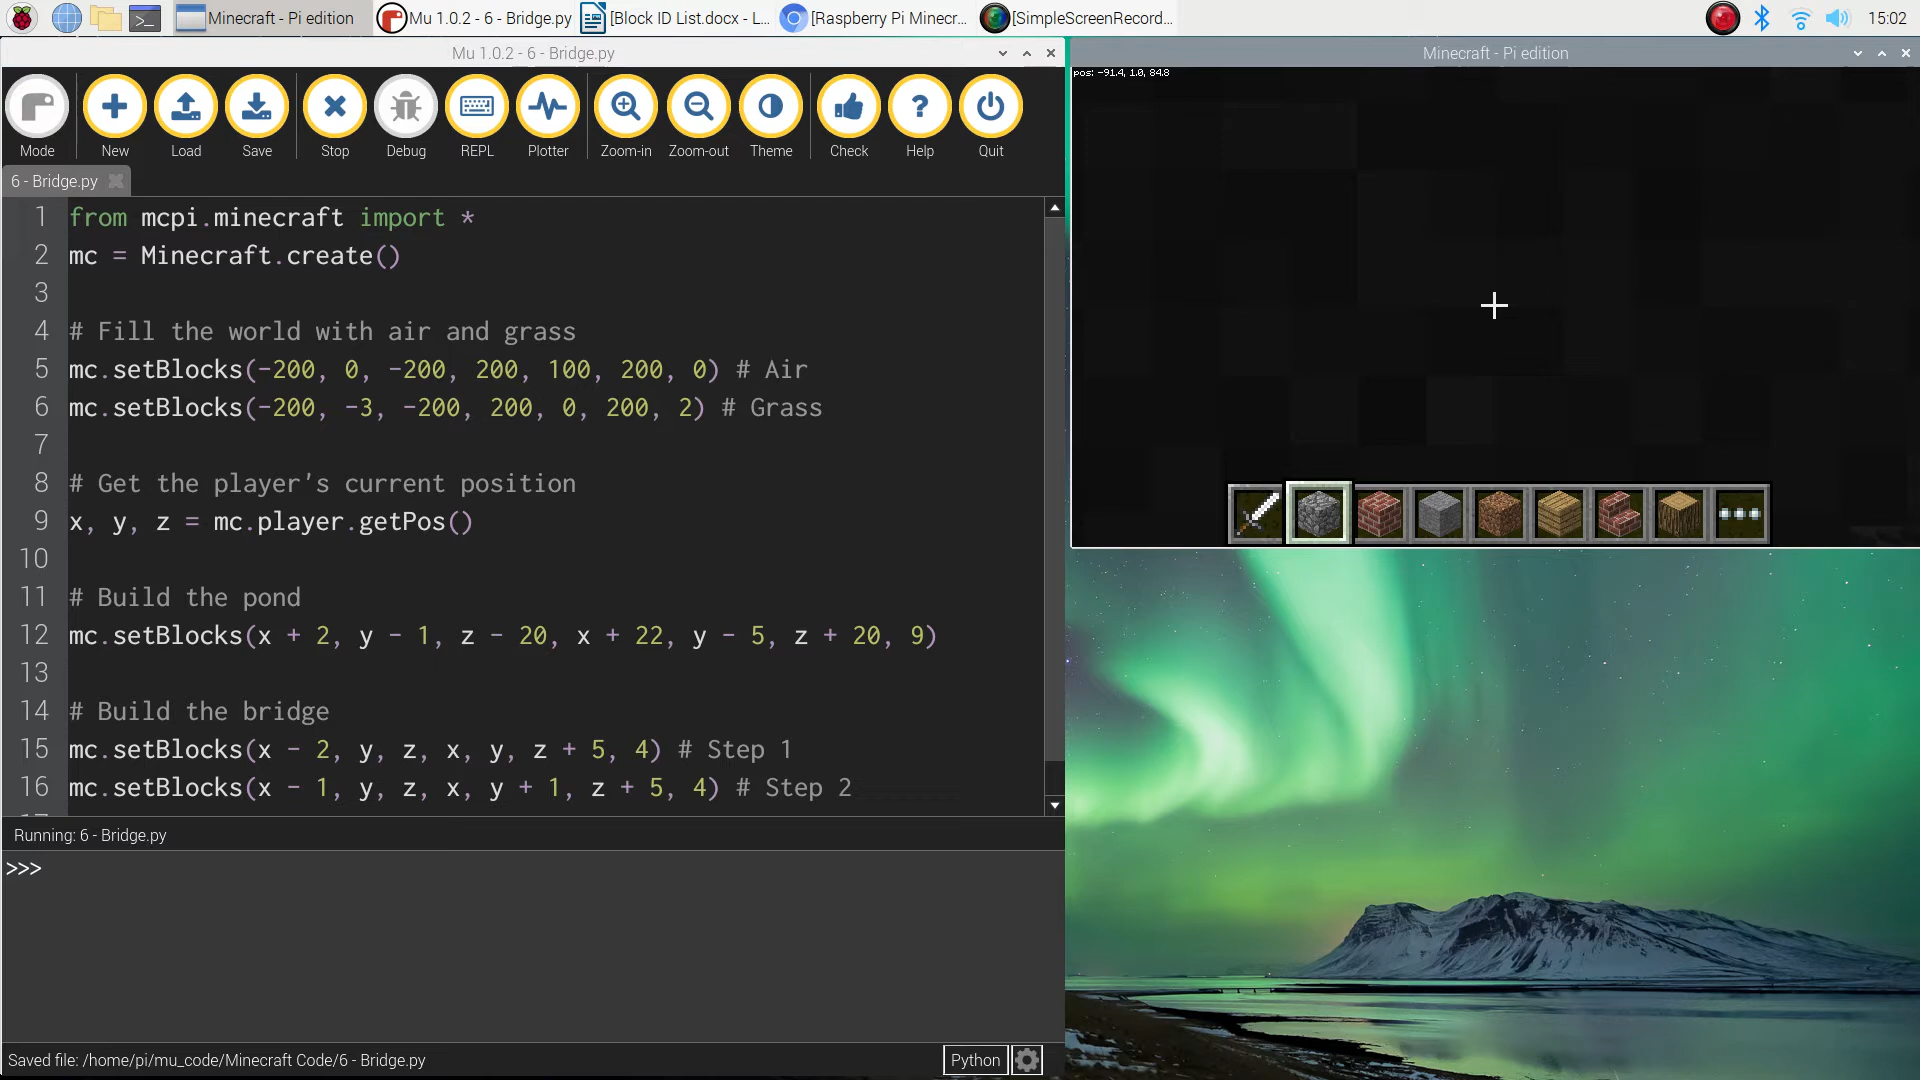 Minecraft - Pi edition
Mu 1.0.2 - 6 - Bridge.py
[Block ID List.docx - L...
[Raspberry Pi Minecr...
[SimpleScreenRecord...
15:02
Mu 1.0.2 - 6 - Bridge.py
Mode
New
Load
Save
Stop
Debug
REPL
Plotter
Zoom-in
Zoom-out
Theme
Check
Help
Quit
6 - Bridge.py
1 from mcpi.minecraft import *
2 mc = Minecraft.create()
3
4 # Fill the world with air and grass
5 mc.setBlocks(-200, 0, -200, 200, 100, 200, 0) # Air
6 mc.setBlocks(-200, -3, -200, 200, 0, 200, 2) # Grass
7
8 # Get the player's current position
9 x, y, z = mc.player.getPos()
10
11 # Build the pond
12 mc.setBlocks(x + 2, y - 1, z - 20, x + 22, y - 5, z + 20, 9)
13
14 # Build the bridge
15 mc.setBlocks(x - 2, y, z, x, y, z + 5, 4) # Step 1
16 mc.setBlocks(x - 1, y, z, x, y + 1, z + 5, 4) # Step 2
Running: 6 - Bridge.py
>>>
Saved file: /home/pi/mu_code/Minecraft Code/6 - Bridge.py
Python
Minecraft - Pi edition
pos: -91.4, 1.0, 84.8